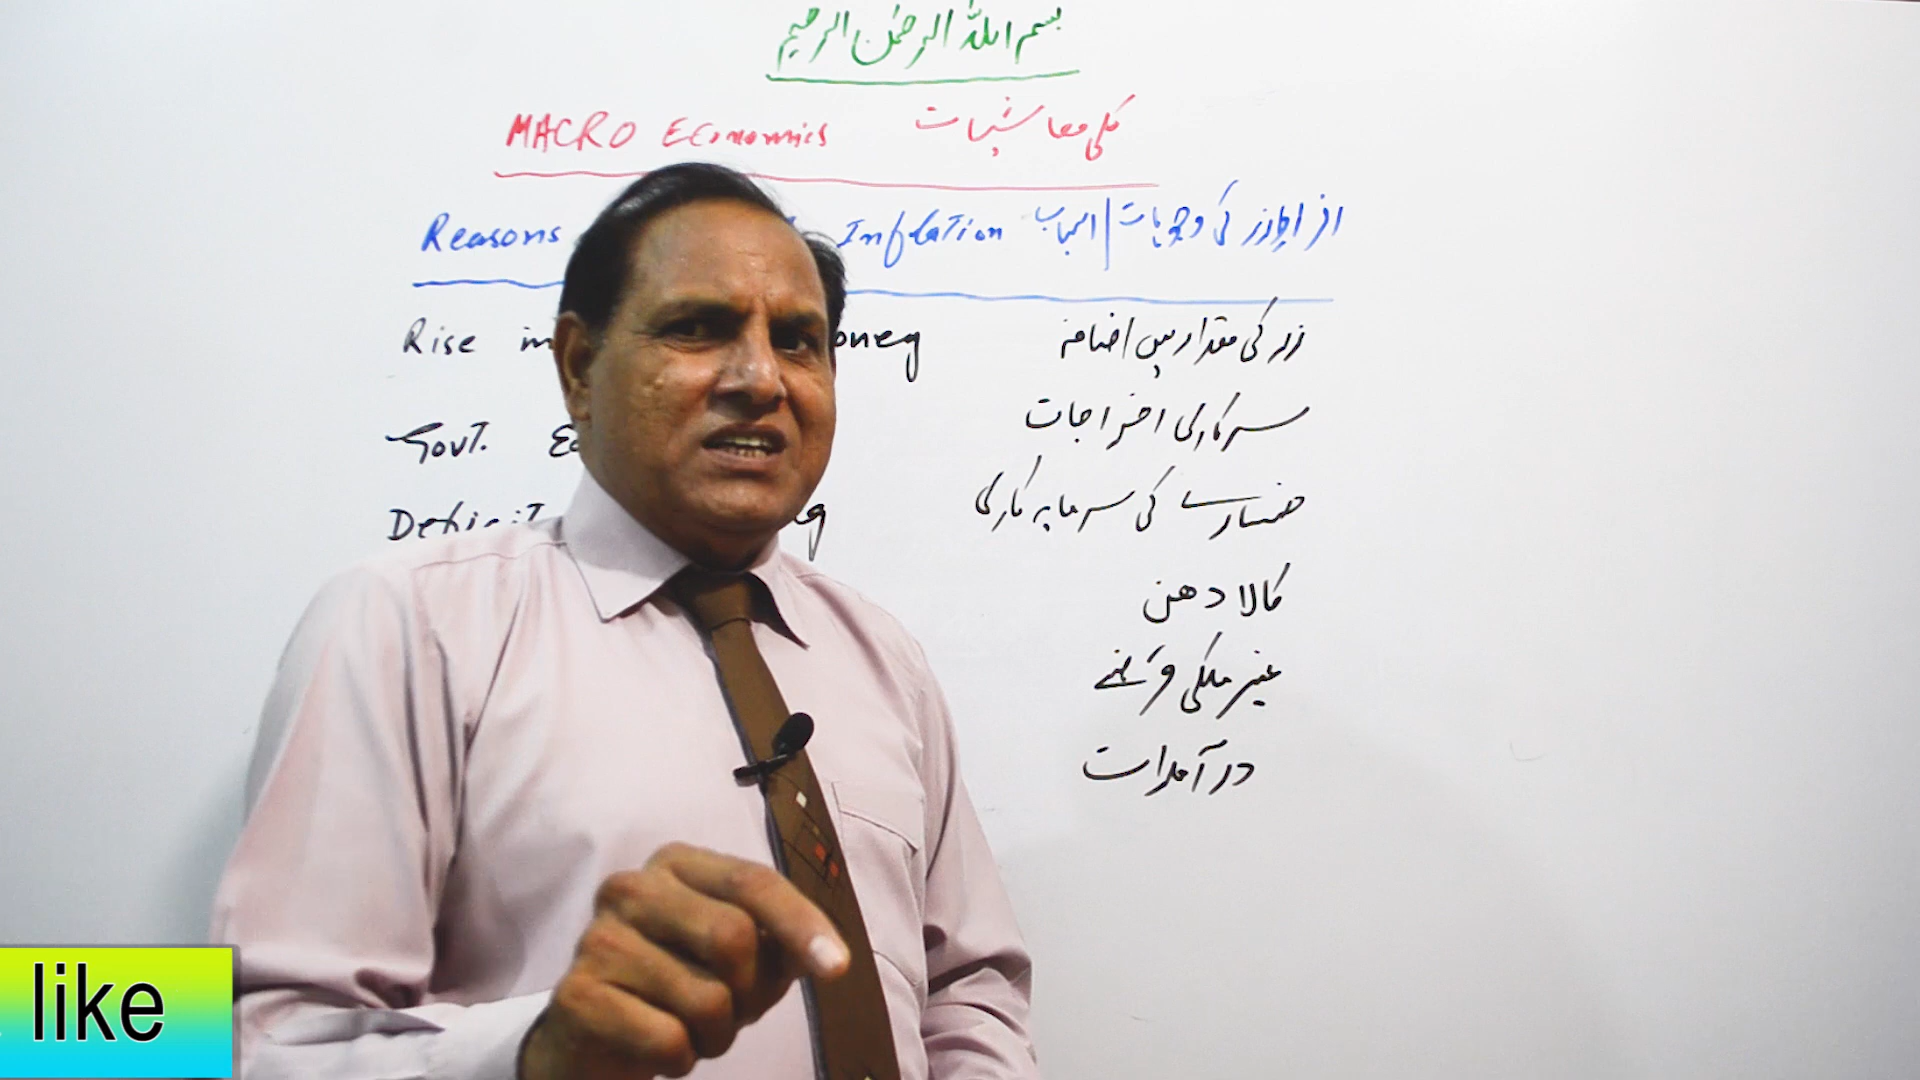 بسم اللہ الرحمٰن الرحیم
MACRO Economics کلی معاشیات
Reasons Inflation افراطِ زر کی وجوہات | اسباب
Rise in زر کی مقدار میں اضافہ
Govt. سرکاری اخراجات
Deficit خسارے کی سرمایہ کاری
کالا دھن
غیر ملکی قرضے
درآمدات
like